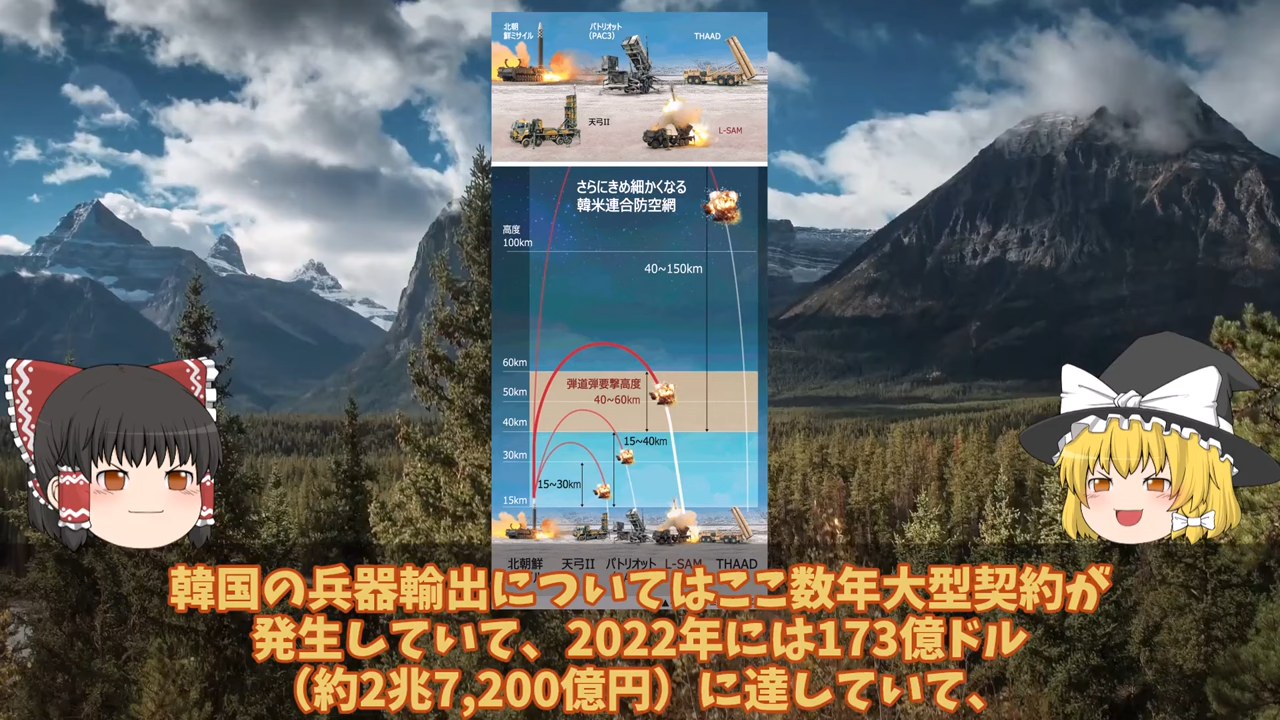 北朝
鮮ミサイル
パトリオット
(PAC3)
THAAD
天弓II
L-SAM
さらにきめ細かくなる
韓米連合防空網
高度
100km
40~150km
60km
50km
弾道弾要撃高度
40~60km
40km
15~40km
30km
15~30km
15km
北朝鮮 天弓II パトリオット L-SAM THAAD
韓国の兵器輸出についてはここ数年大型契約が
発生していて、2022年には173億ドル
（約2兆7,200億円）に達していて、